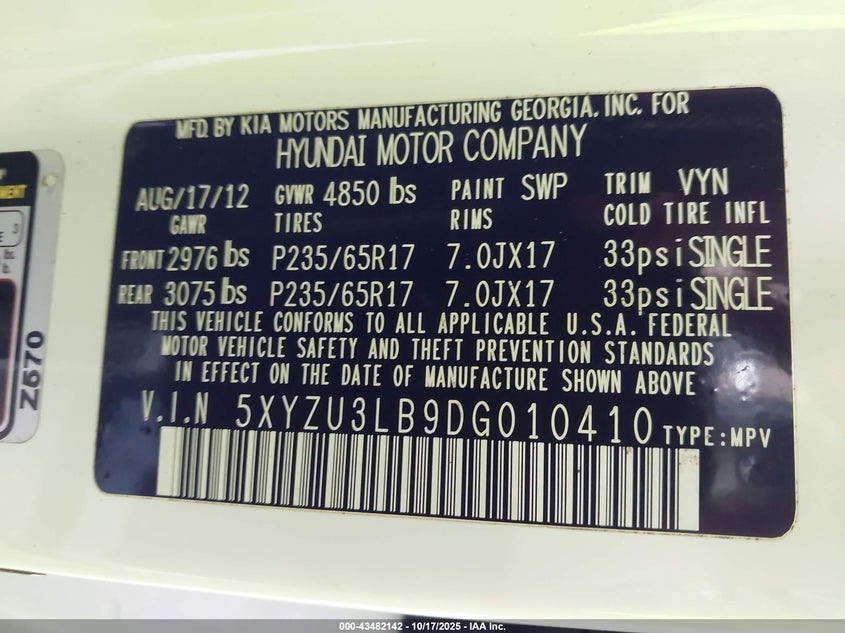 MFD. BY KIA MOTORS MANUFACTURING GEORGIA, INC. FOR
HYUNDAI MOTOR COMPANY
AUG/17/12 GVWR 4850 lbs PAINT SWP TRIM VYN
GAWR TIRES RIMS COLD TIRE INFL
FRONT 2976 lbs P235/65R17 7.0JX17 33psi SINGLE
REAR 3075 lbs P235/65R17 7.0JX17 33psi SINGLE
THIS VEHICLE CONFORMS TO ALL APPLICABLE U.S.A. FEDERAL
MOTOR VEHICLE SAFETY AND THEFT PREVENTION STANDARDS
IN EFFECT ON THE DATE OF MANUFACTURE SHOWN ABOVE
V.I.N 5XYZU3LB9DG010410 TYPE:MPV
3
lbs.
Z670
000-43482142 - 10/17/2025 - IAA Inc.